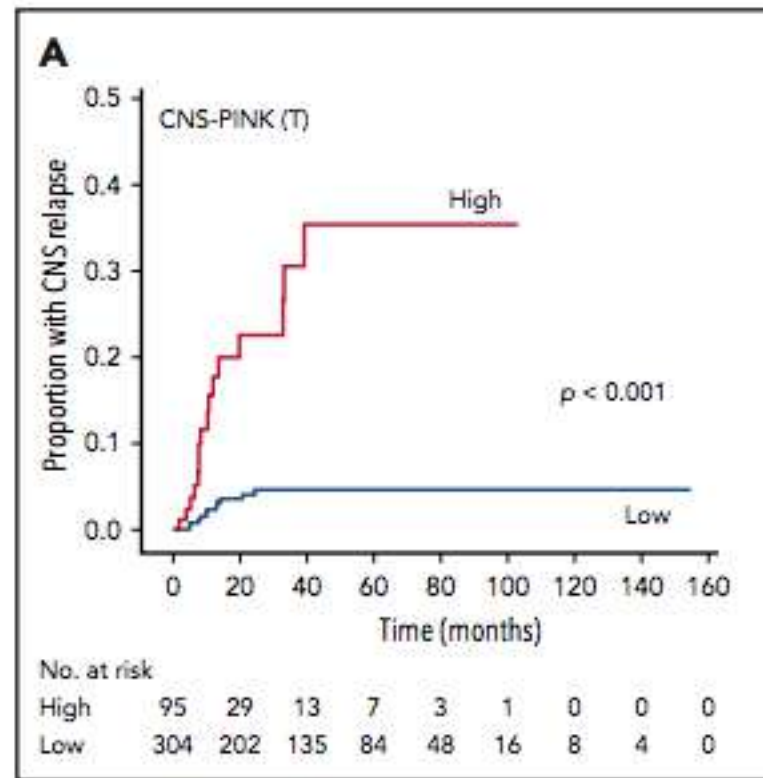 A
CNS-PINK (T)
Proportion with CNS relapse
0.5
0.4
0.3
0.2
0.1
0.0
High
p < 0.001
Low
0 20 40 60 80 100 120 140 160
Time (months)
No. at risk
High 95 29 13 7 3 1 0 0 0
Low 304 202 135 84 48 16 8 4 0